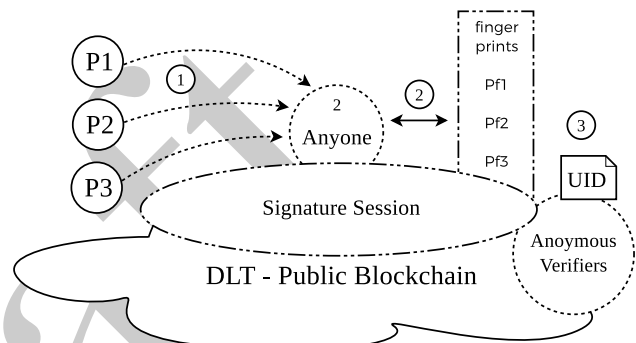 P1
P2
P3
1
2
Anyone
2
finger
prints
Pf1
Pf2
Pf3
3
UID
Signature Session
Anoymous
Verifiers
DLT - Public Blockchain